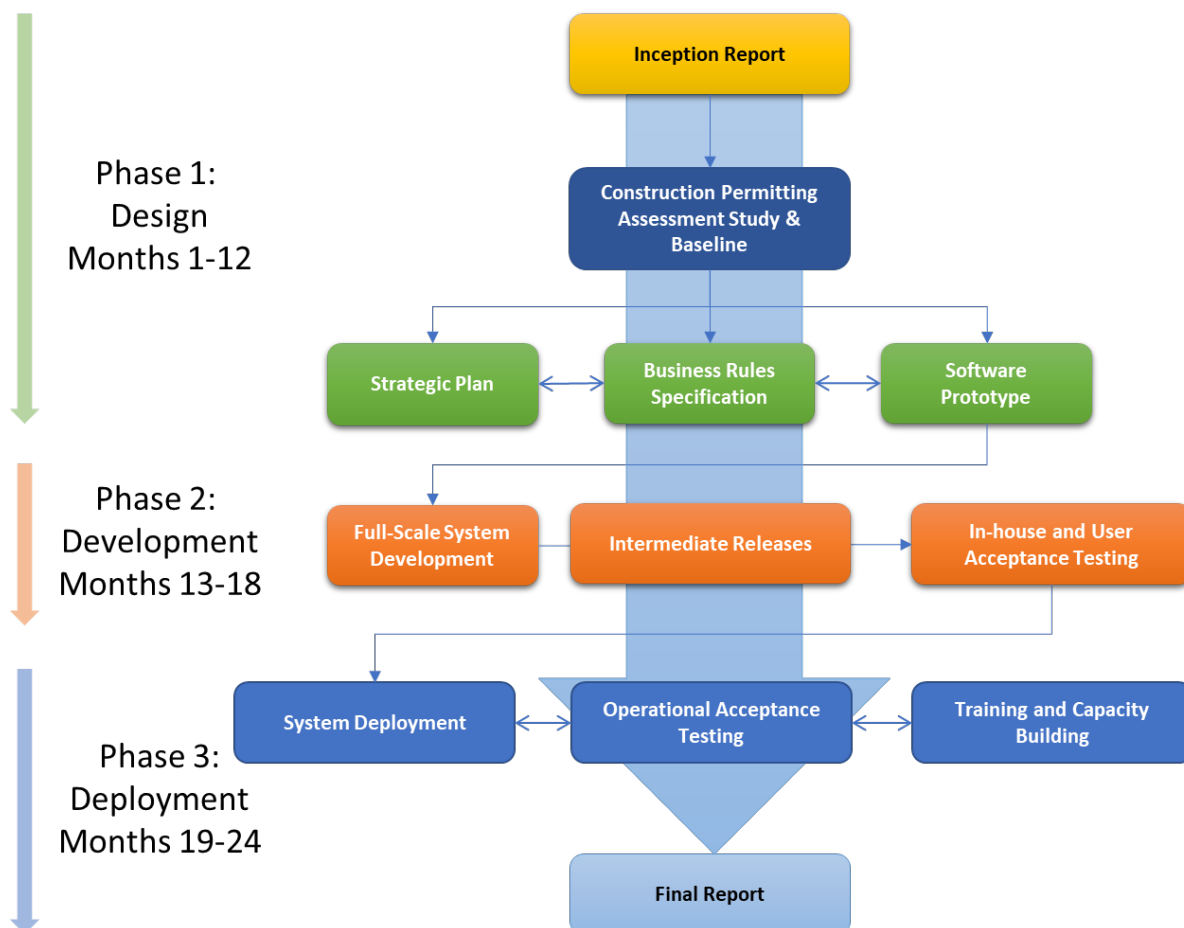 Inception Report
Phase 1:
Design
Months 1-12
Construction Permitting
Assessment Study &
Baseline
Strategic Plan
Business Rules
Specification
Software
Prototype
Phase 2:
Development
Months 13-18
Full-Scale System
Development
Intermediate Releases
In-house and User
Acceptance Testing
Phase 3:
Deployment
Months 19-24
System Deployment
Operational Acceptance
Testing
Training and Capacity
Building
Final Report